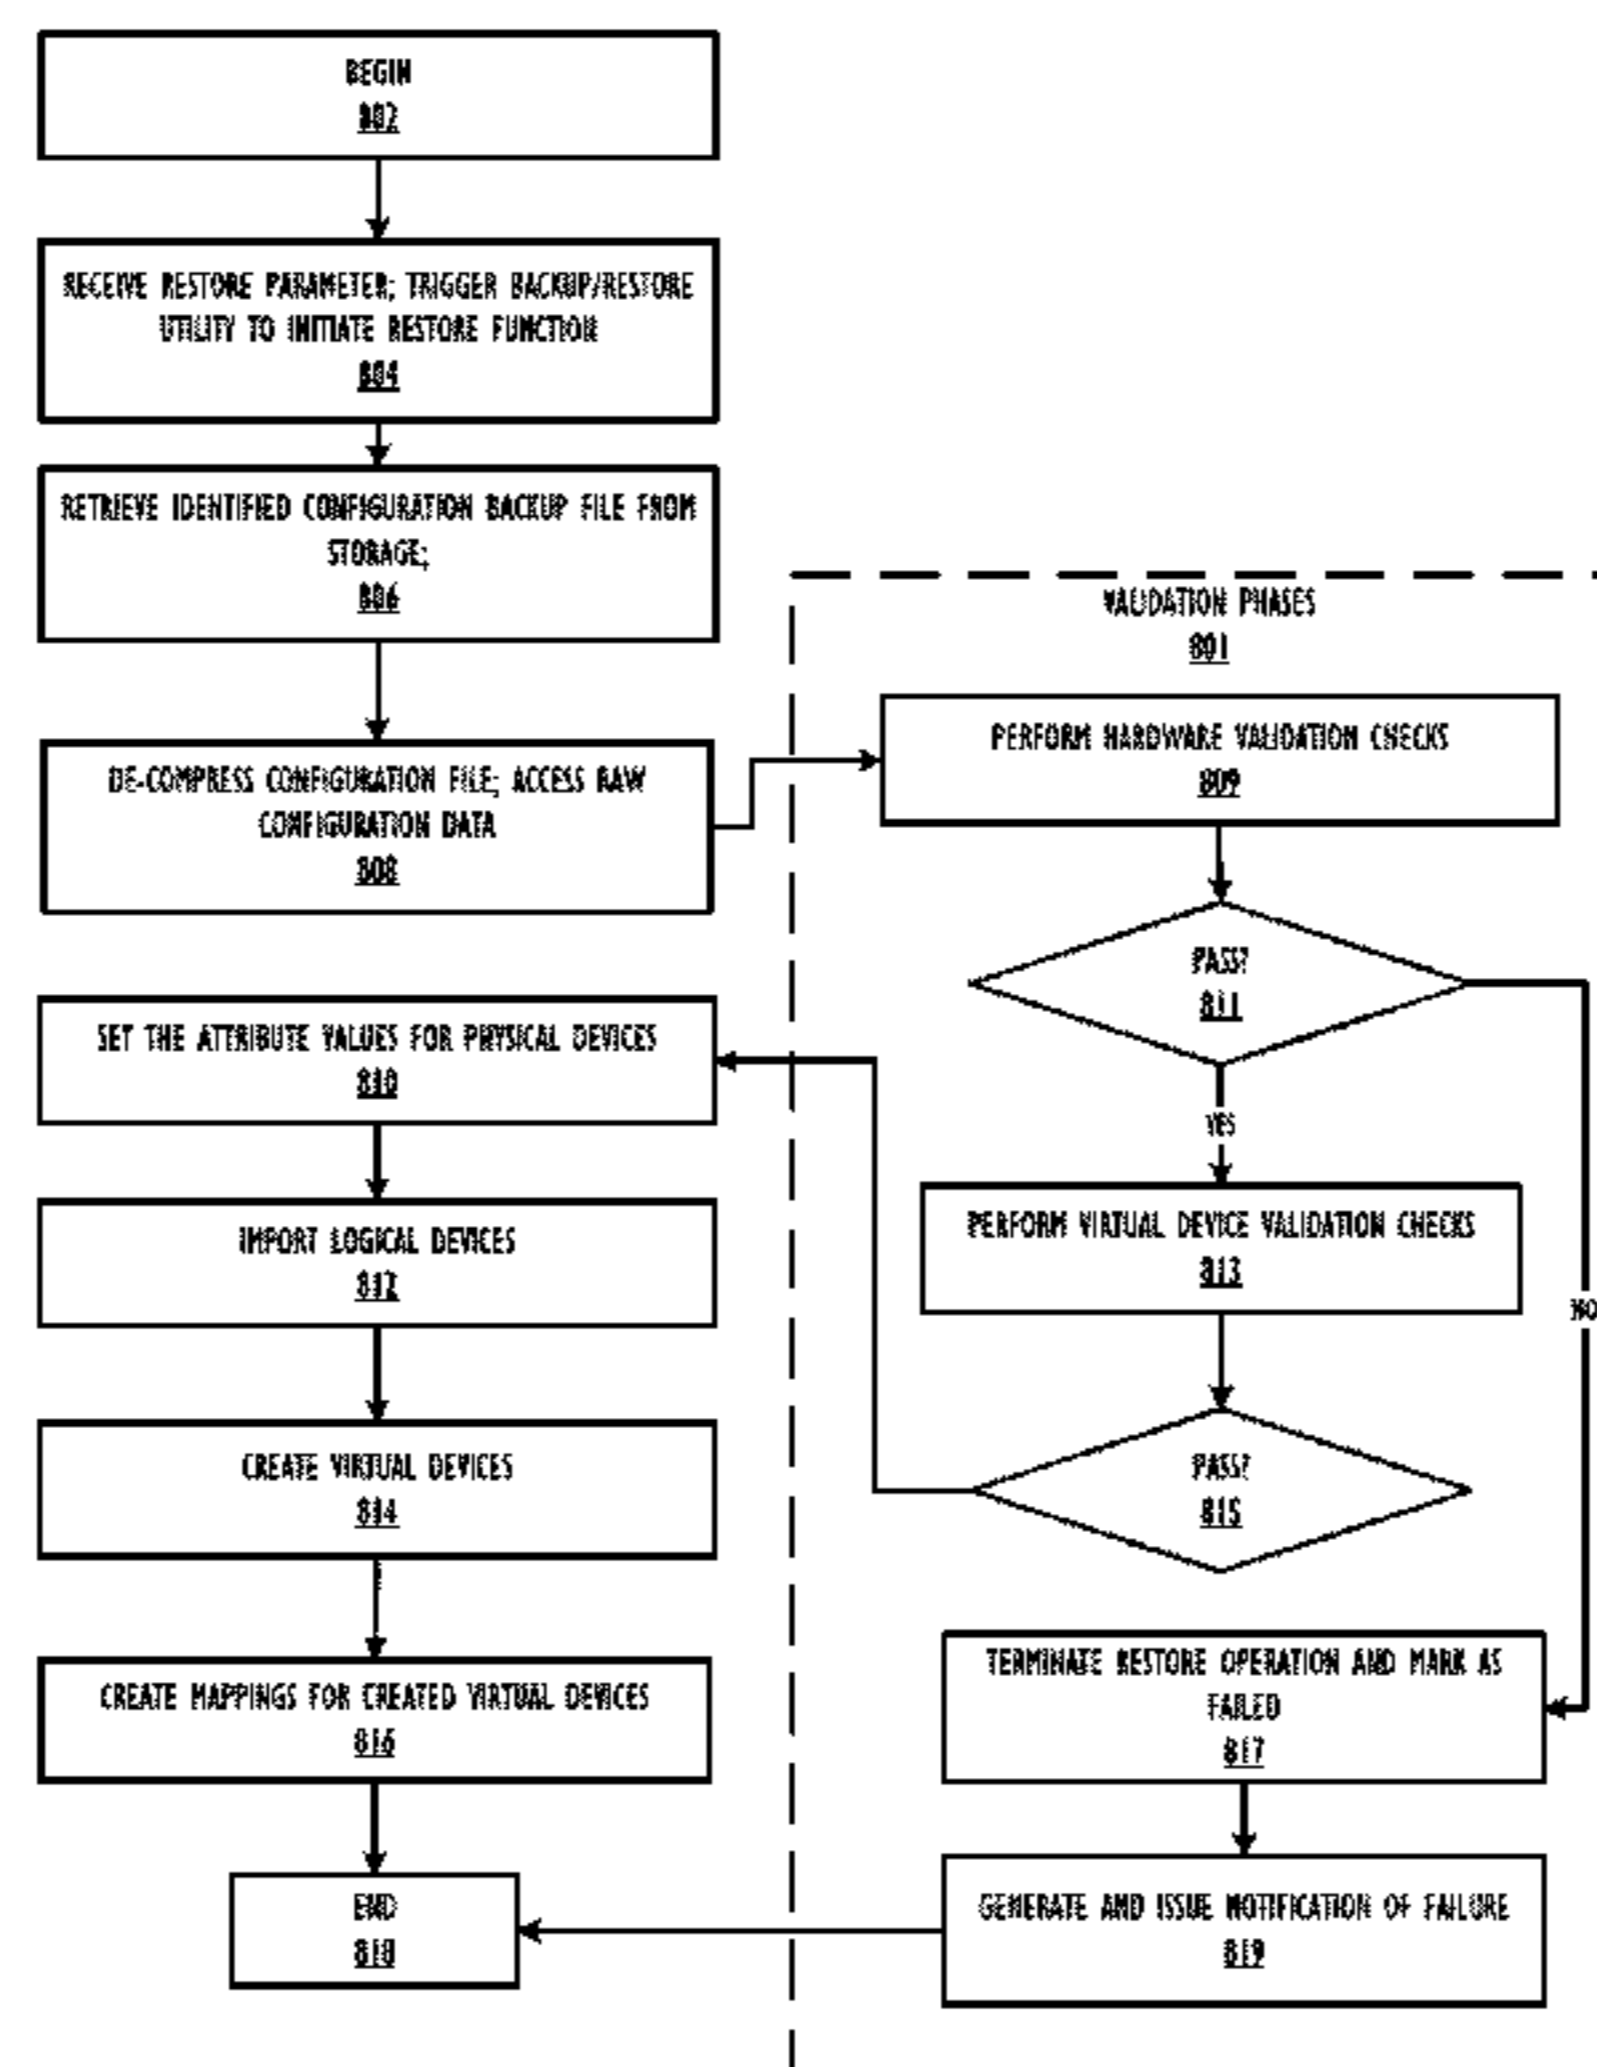 BEGIN
802
RECEIVE RESTORE PARAMETER; TRIGGER BACKUP/RESTORE
UTILITY TO INITIATE RESTORE FUNCTION
804
RETRIEVE IDENTIFIED CONFIGURATION BACKUP FILE FROM
STORAGE;
806
DE-COMPRESS CONFIGURATION FILE; ACCESS RAW
CONFIGURATION DATA
808
VALIDATION PHASES
801
PERFORM HARDWARE VALIDATION CHECKS
809
PASS?
811
YES
NO
PERFORM VIRTUAL DEVICE VALIDATION CHECKS
813
PASS?
815
SET THE ATTRIBUTE VALUES FOR PHYSICAL DEVICES
810
IMPORT LOGICAL DEVICES
812
CREATE VIRTUAL DEVICES
814
CREATE MAPPINGS FOR CREATED VIRTUAL DEVICES
816
TERMINATE RESTORE OPERATION AND MARK AS
FAILED
817
GENERATE AND ISSUE NOTIFICATION OF FAILURE
819
END
818